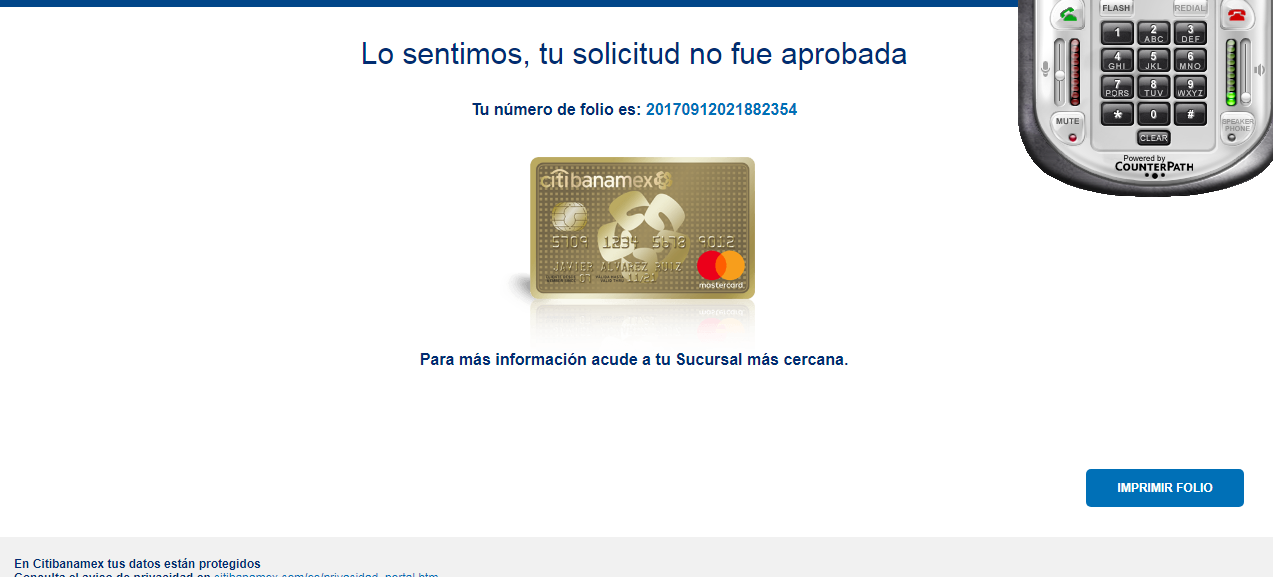 FLASH
REDIAL
1
2 ABC
3 DEF
4 GHI
5 JKL
6 MNO
7 PQRS
8 TUV
9 WXYZ
*
0
#
MUTE
SPEAKER PHONE
CLEAR
Powered by
COUNTERPATH
Lo sentimos, tu solicitud no fue aprobada
Tu número de folio es: 20170912021882354
citibanamex
5709 1234 5678 9012
JAVIER ALVAREZ RUIZ
07 11/21
mastercard
Para más información acude a tu Sucursal más cercana.
IMPRIMIR FOLIO
En Citibanamex tus datos están protegidos
Consulta el aviso de privacidad en citibanamex.com/es/privacidad_portal.htm